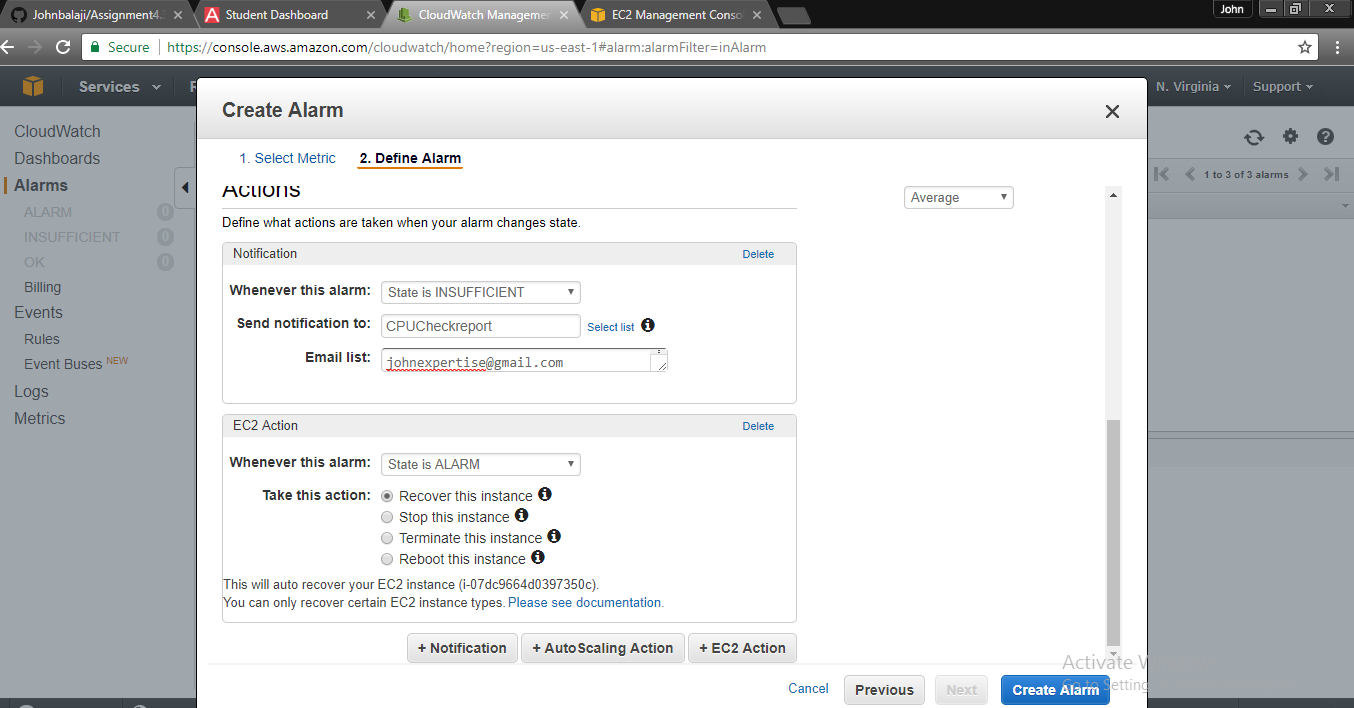 Johnbalaji/Assignment4.
Student Dashboard
CloudWatch Manageme
EC2 Management Conso
John
Secure
https://console.aws.amazon.com/cloudwatch/home?region=us-east-1#alarm:alarmFilter=inAlarm
Services
N. Virginia
Support
CloudWatch
Dashboards
Alarms
ALARM 0
INSUFFICIENT 0
OK 0
Billing
Events
Rules
Event Buses NEW
Logs
Metrics
1 to 3 of 3 alarms
Create Alarm
1. Select Metric
2. Define Alarm
Actions
Average
Define what actions are taken when your alarm changes state.
Notification
Delete
Whenever this alarm: State is INSUFFICIENT
Send notification to: CPUCheckreport Select list
Email list: johnexpertise@gmail.com
EC2 Action
Delete
Whenever this alarm: State is ALARM
Take this action: Recover this instance
Stop this instance
Terminate this instance
Reboot this instance
This will auto recover your EC2 instance (i-07dc9664d0397350c).
You can only recover certain EC2 instance types. Please see documentation.
+ Notification
+ AutoScaling Action
+ EC2 Action
Cancel
Previous
Next
Create Alarm
Activate W
Go to Setting